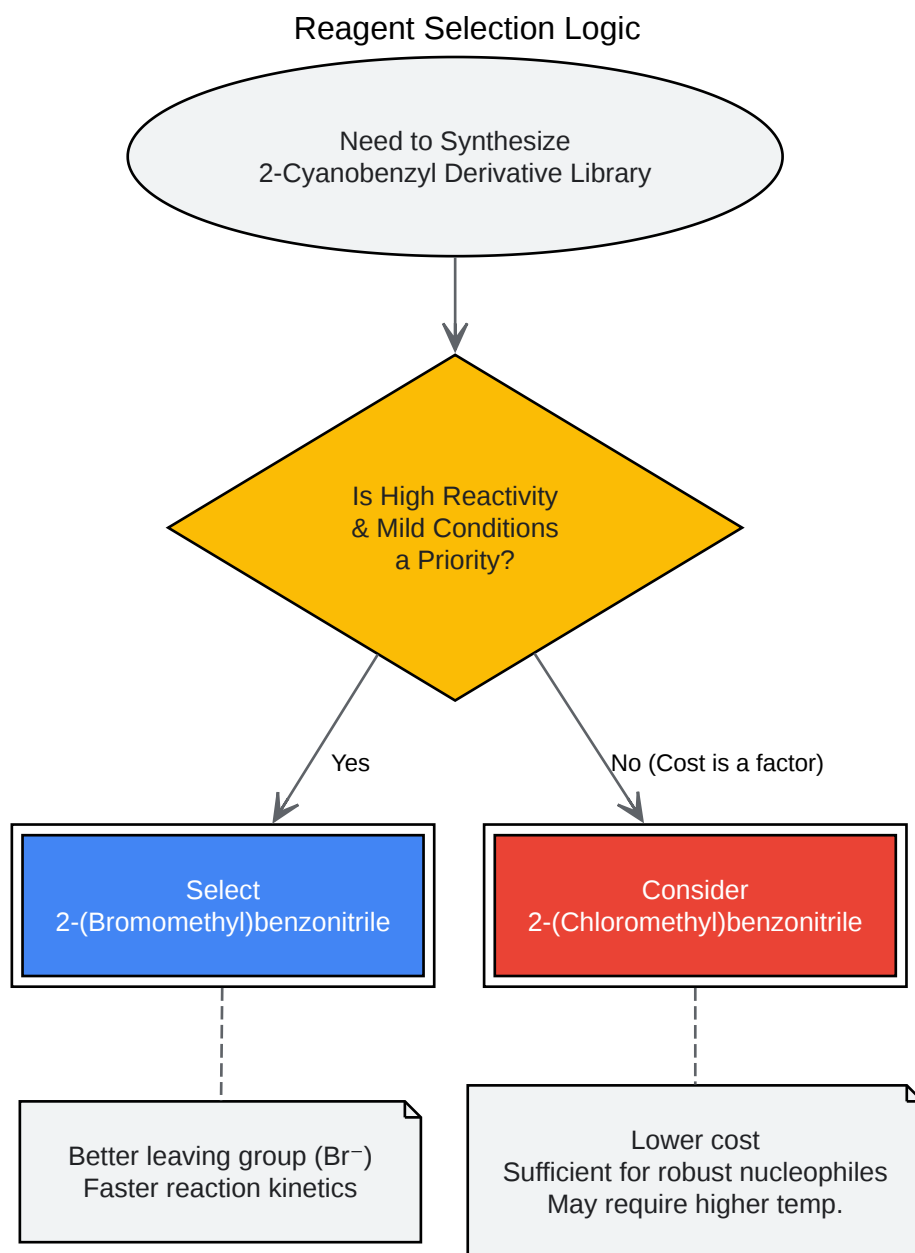 Reagent Selection Logic
Need to Synthesize
2-Cyanobenzyl Derivative Library
Is High Reactivity
& Mild Conditions
a Priority?
Yes
No (Cost is a factor)
Select
2-(Bromomethyl)benzonitrile
Consider
2-(Chloromethyl)benzonitrile
Better leaving group (Br⁻)
Faster reaction kinetics
Lower cost
Sufficient for robust nucleophiles
May require higher temp.